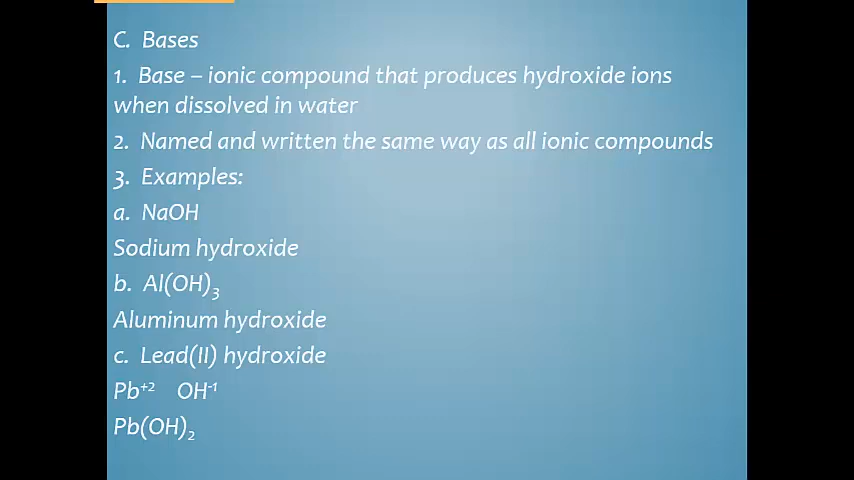 C. Bases
1. Base – ionic compound that produces hydroxide ions
when dissolved in water
2. Named and written the same way as all ionic compounds
3. Examples:
a. NaOH
Sodium hydroxide
b. Al(OH)₃
Aluminum hydroxide
c. Lead(II) hydroxide
Pb⁺² OH⁻¹
Pb(OH)₂